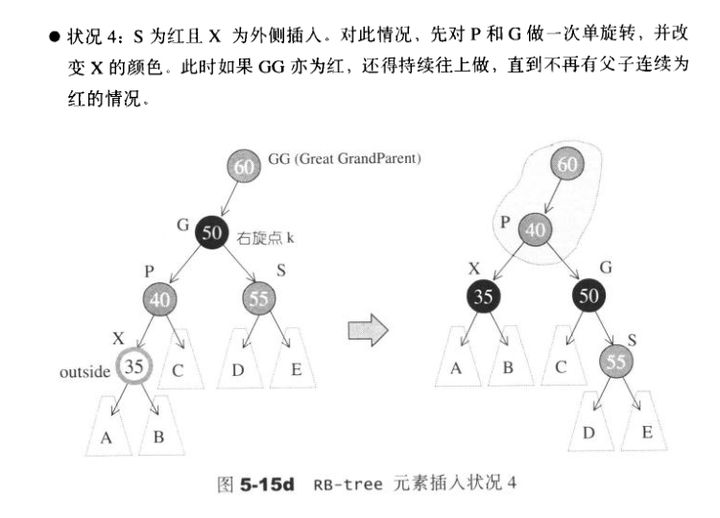 ●状况 4：S 为红且 X 为外侧插入。对此情况，先对 P 和 G 做一次单旋转，并改
变 X 的颜色。此时如果 GG 亦为红，还得持续往上做，直到不再有父子连续为
红的情况。
60 GG (Great GrandParent)
G 50 右旋点 k
P S
40 55
X
outside 35 C D E
A B
60
P 40
X G
35 50
A B C S
55
D E
图 5-15d RB-tree 元素插入状况 4